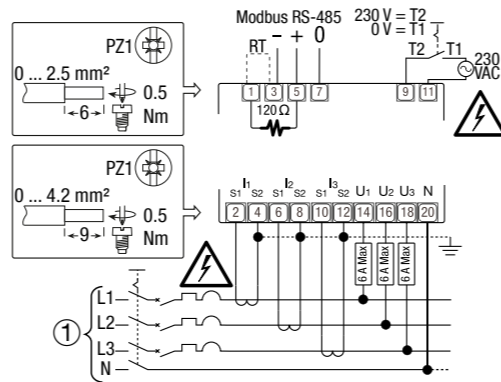 PZ1
0 ... 2.5 mm²
6
0.5
Nm
Modbus RS-485
RT
− + 0
230 V = T2
0 V = T1
T2 T1
230
VAC
1 3 5 7 9 11
120 Ω
PZ1
0 ... 4.2 mm²
9
0.5
Nm
I1 I2 I3
S1 S2 S1 S2 S1 S2 U1 U2 U3 N
2 4 6 8 10 12 14 16 18 20
6 A Max
6 A Max
6 A Max
1
L1
L2
L3
N